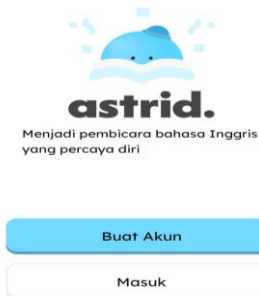 astrid.
Menjadi pembicara bahasa Inggris
yang percaya diri
Buat Akun
Masuk